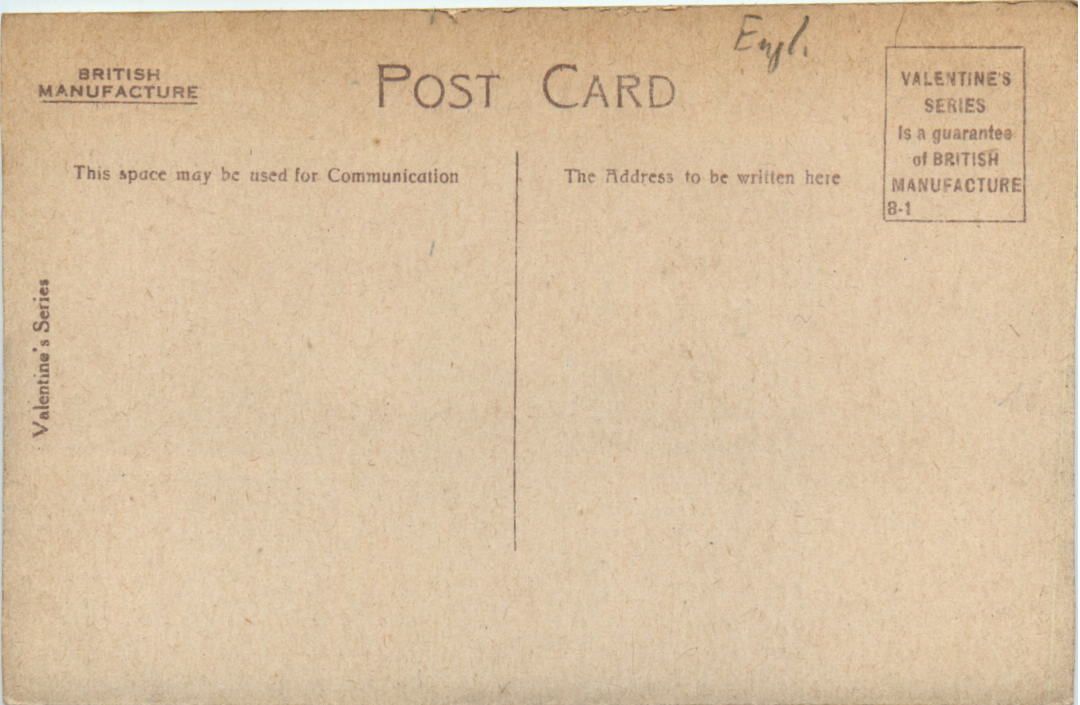 Engl.
BRITISH
MANUFACTURE
POST CARD
VALENTINE'S
SERIES
Is a guarantee
of BRITISH
MANUFACTURE
8-1
This space may be used for Communication
The Address to be written here
Valentine's Series